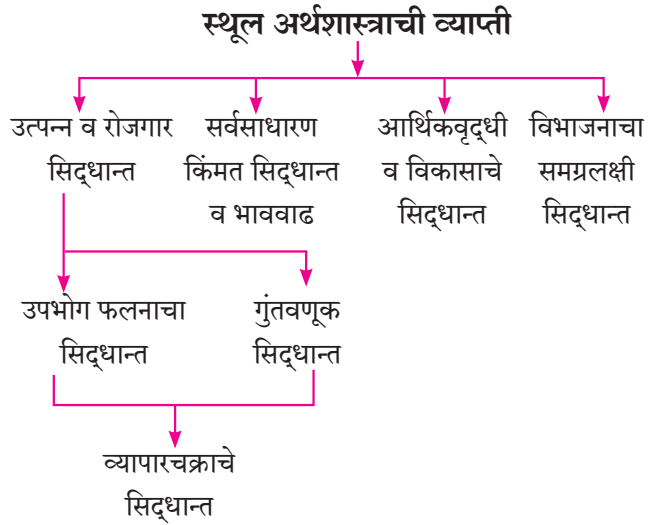 स्थूल अर्थशास्त्राची व्याप्ती
उत्पन्न व रोजगार
सिद्धान्त
सर्वसाधारण
किंमत सिद्धान्त
व भाववाढ
आर्थिकवृद्धी
व विकासाचे
सिद्धान्त
विभाजनाचा
समग्रलक्षी
सिद्धान्त
उपभोग फलनाचा
सिद्धान्त
गुंतवणूक
सिद्धान्त
व्यापारचक्राचे
सिद्धान्त